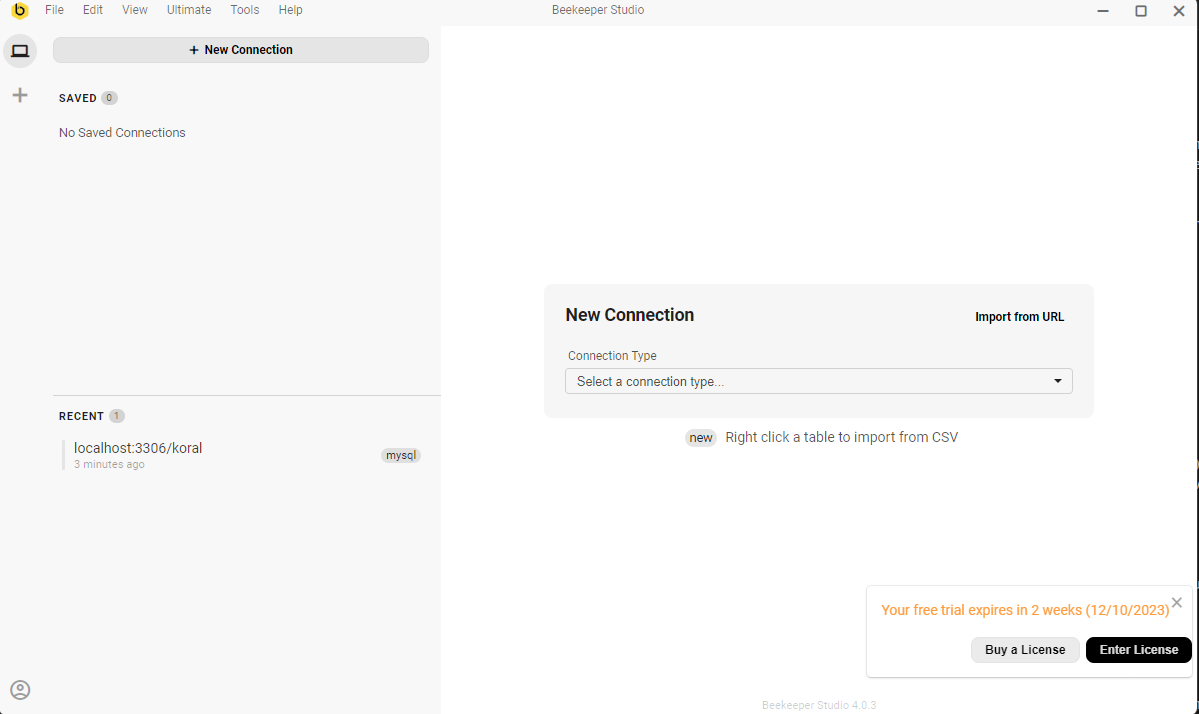 File Edit View Ultimate Tools Help Beekeeper Studio
+ New Connection
SAVED 0
No Saved Connections
New Connection Import from URL
Connection Type
Select a connection type...
RECENT 1
new Right click a table to import from CSV
localhost:3306/koral mysql
3 minutes ago
Your free trial expires in 2 weeks (12/10/2023)
Buy a License Enter License
Beekeeper Studio 4.0.3